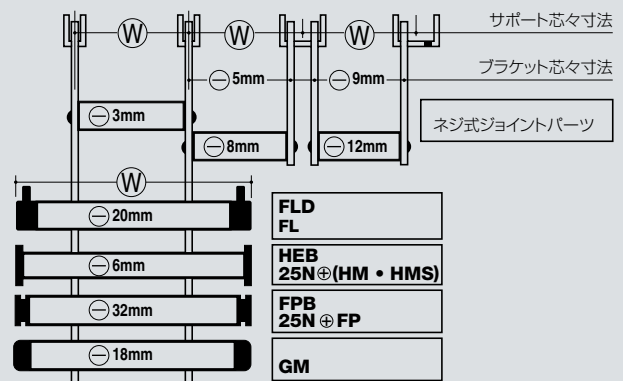 サポート芯々寸法
Ⓦ Ⓦ Ⓦ
ブラケット芯々寸法
⊖5mm ⊖9mm
⊖3mm
ネジ式ジョイントパーツ
⊖8mm ⊖12mm
Ⓦ
⊖20mm
FLD
FL
⊖6mm
HEB
25N⊕(HM・HMS)
⊖32mm
FPB
25N⊕FP
⊖18mm
GM